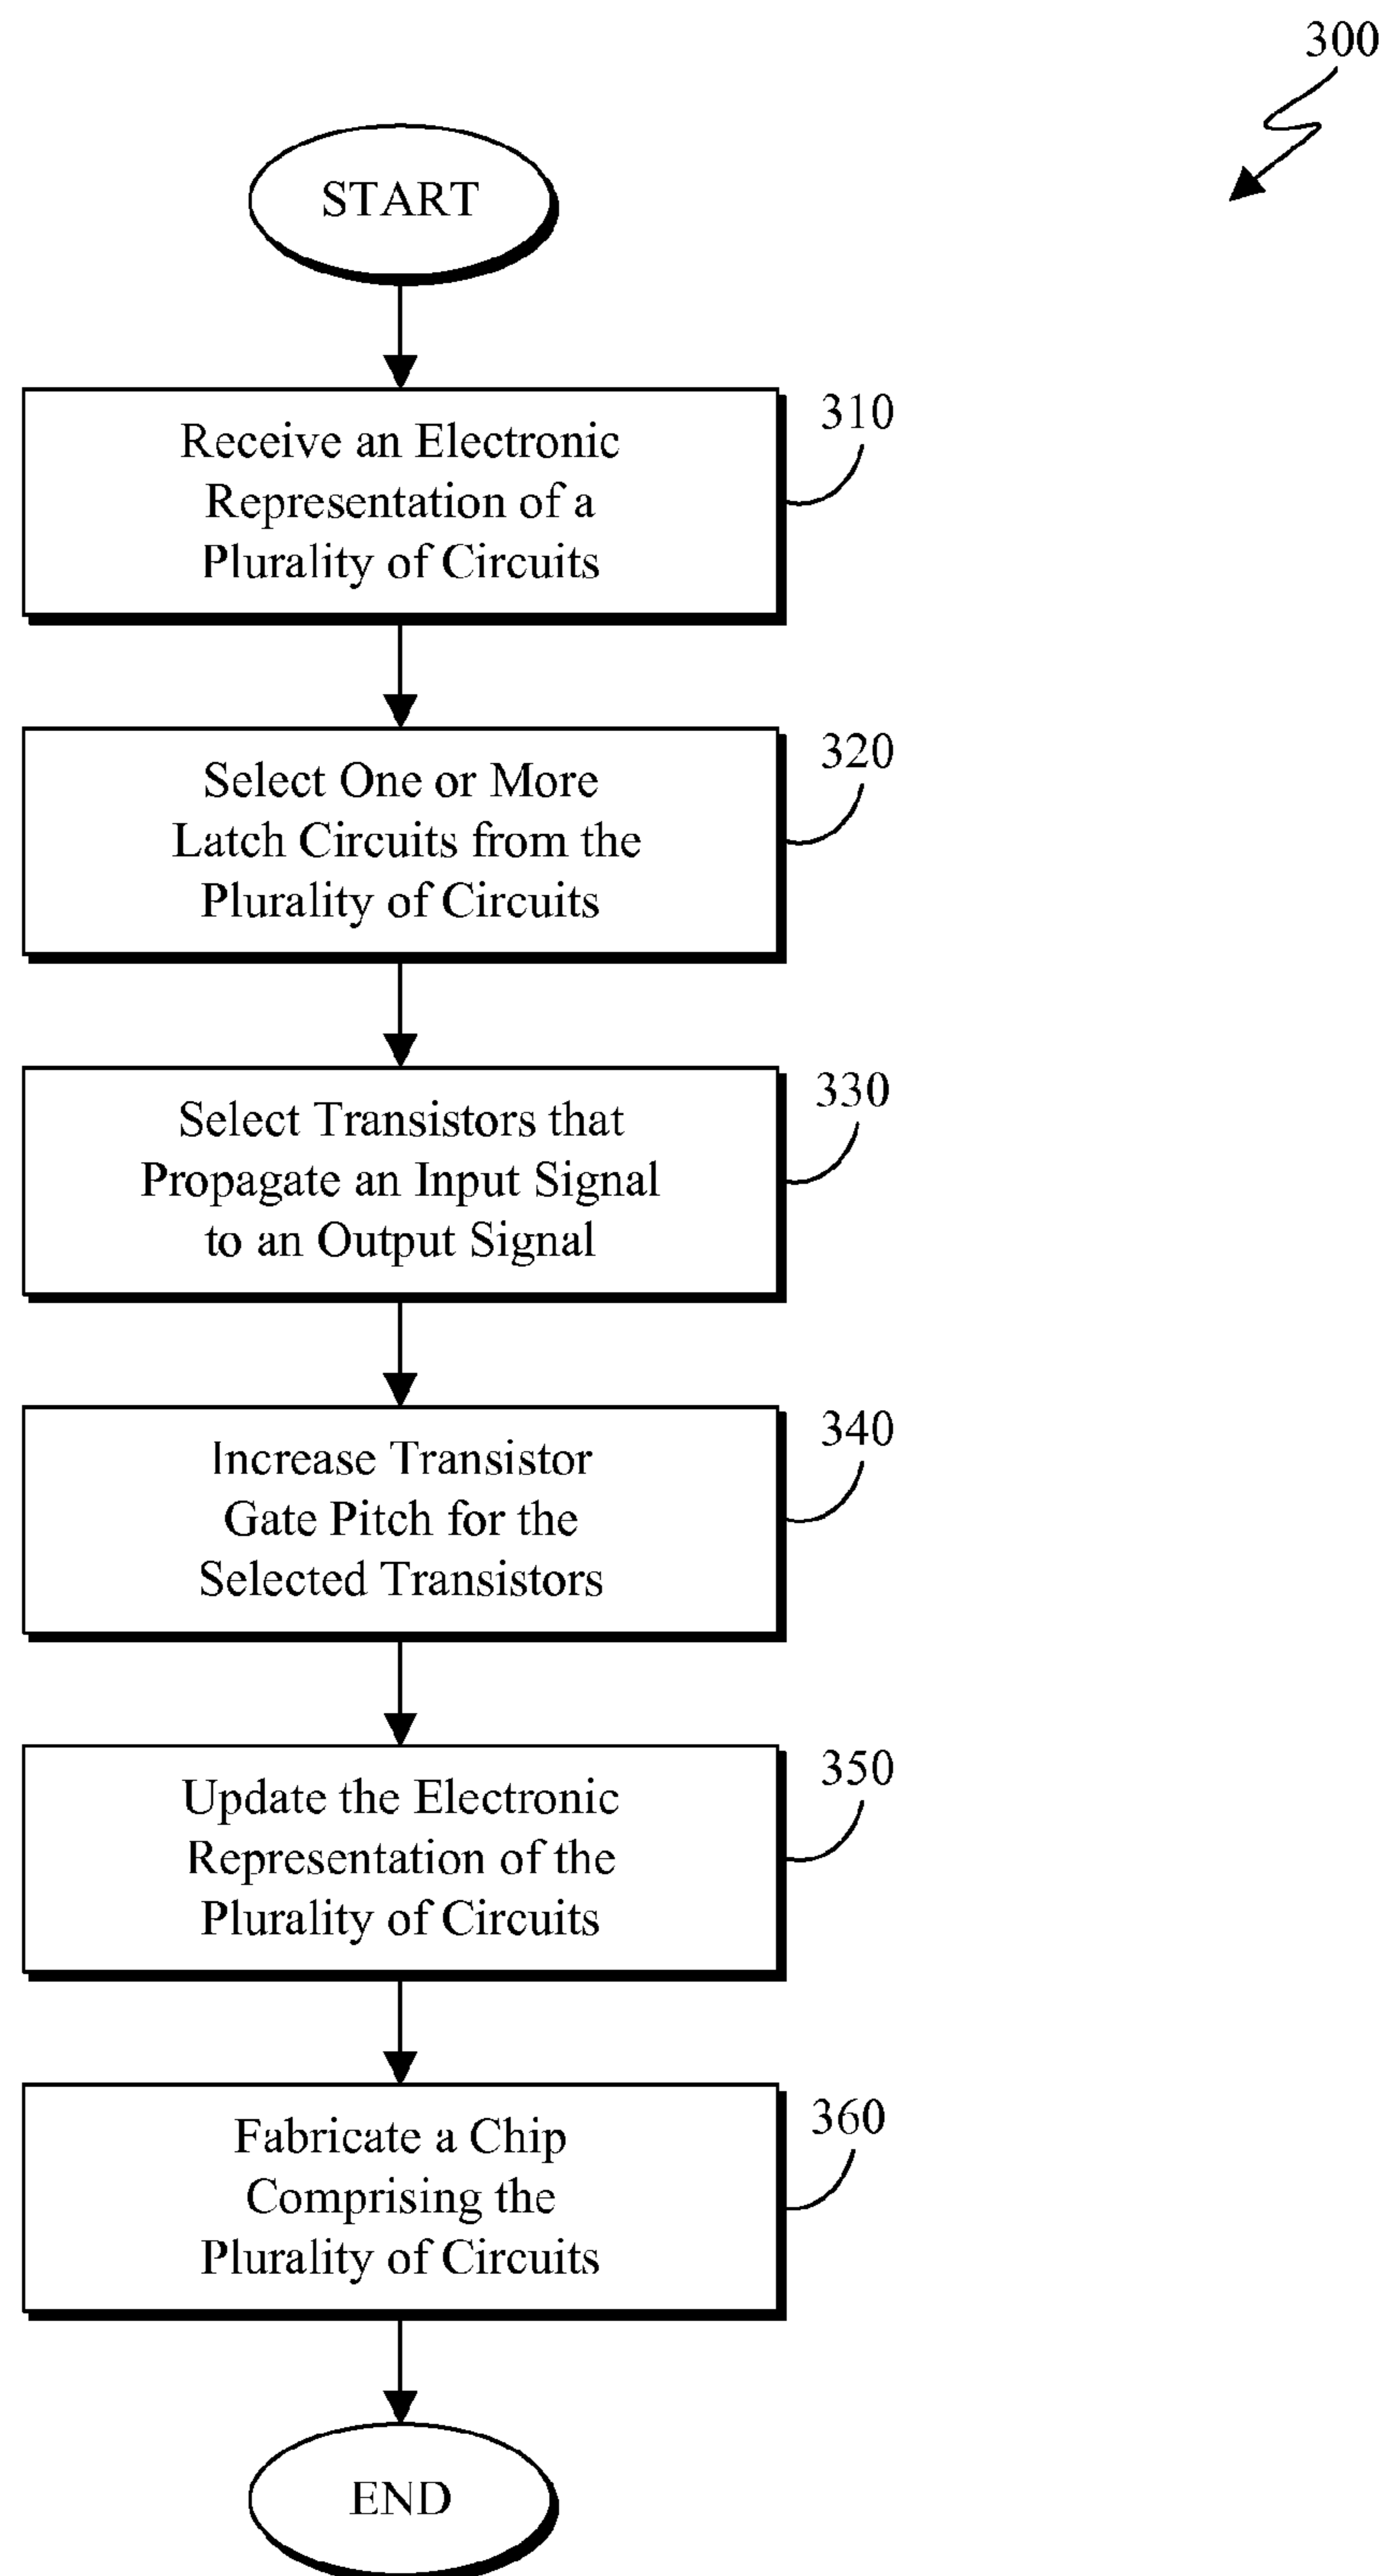 300
START
Receive an Electronic
Representation of a
Plurality of Circuits
310
Select One or More
Latch Circuits from the
Plurality of Circuits
320
Select Transistors that
Propagate an Input Signal
to an Output Signal
330
Increase Transistor
Gate Pitch for the
Selected Transistors
340
Update the Electronic
Representation of the
Plurality of Circuits
350
Fabricate a Chip
Comprising the
Plurality of Circuits
360
END